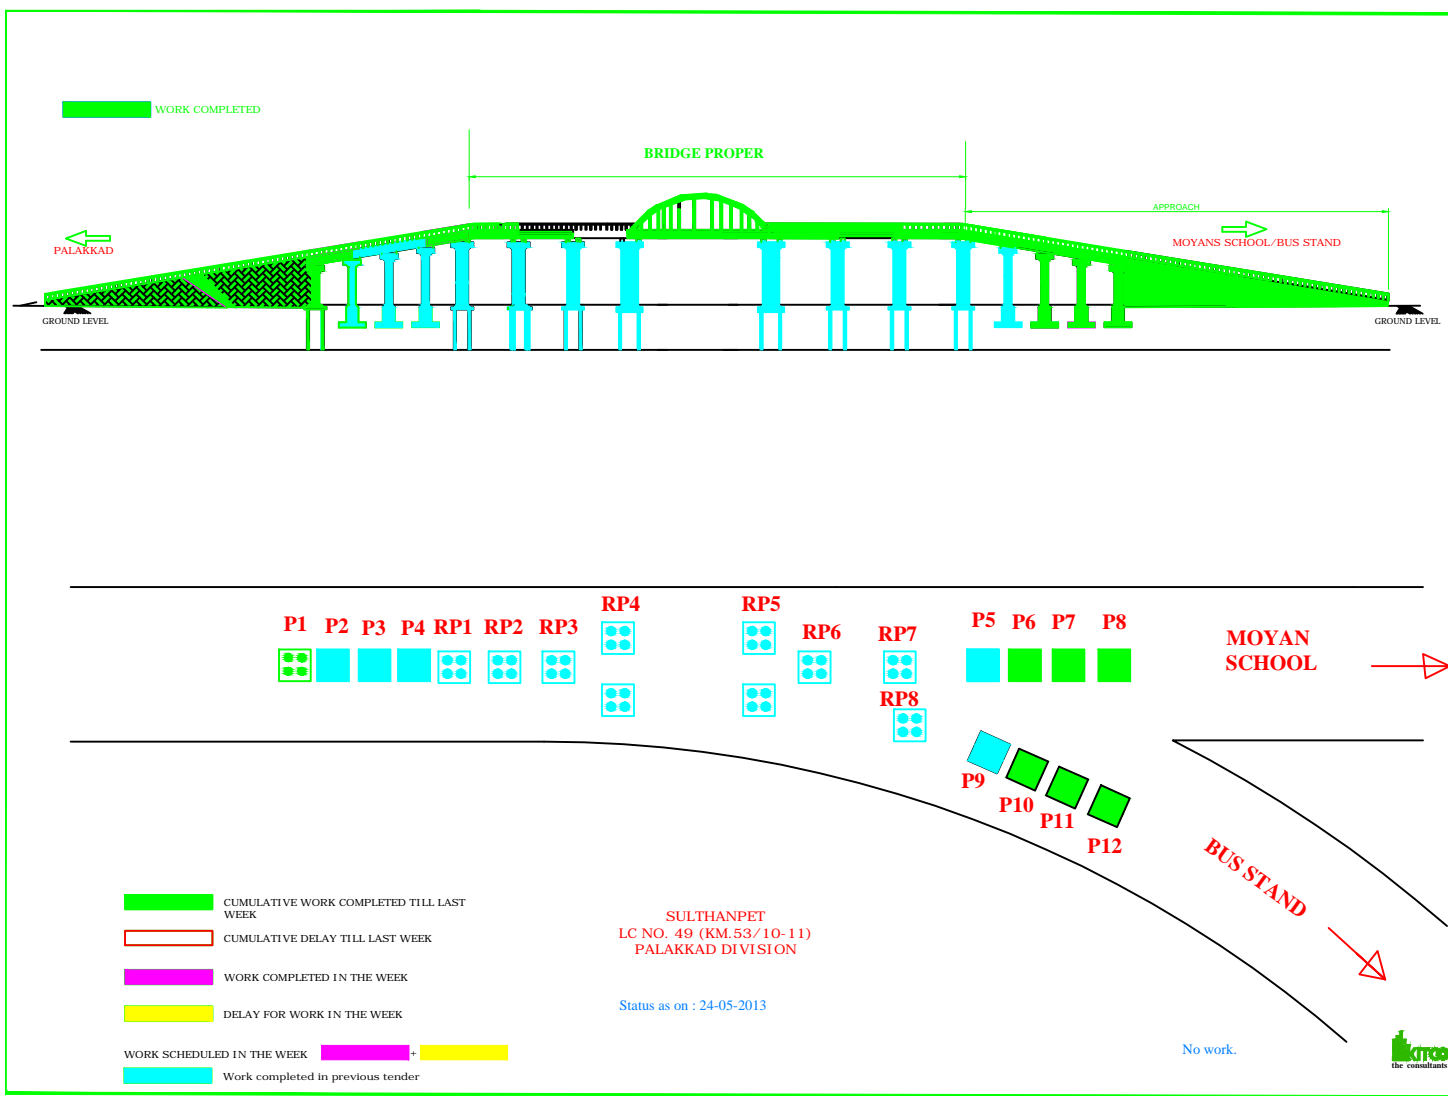 WORK COMPLETED
BRIDGE PROPER
APPROACH
PALAKKAD
MOYANS SCHOOL/BUS STAND
GROUND LEVEL
GROUND LEVEL
P1 P2 P3 P4 RP1 RP2 RP3 RP4 RP5 RP6 RP7 P5 P6 P7 P8
MOYAN
SCHOOL
RP8
P9
P10
P11
P12
BUS STAND
CUMULATIVE WORK COMPLETED TILL LAST
WEEK
CUMULATIVE DELAY TILL LAST WEEK
WORK COMPLETED IN THE WEEK
DELAY FOR WORK IN THE WEEK
WORK SCHEDULED IN THE WEEK +
Work completed in previous tender
SULTHANPET
LC NO. 49 (KM.53/10-11)
PALAKKAD DIVISION
Status as on : 24-05-2013
No work.
KITCO
the consultants